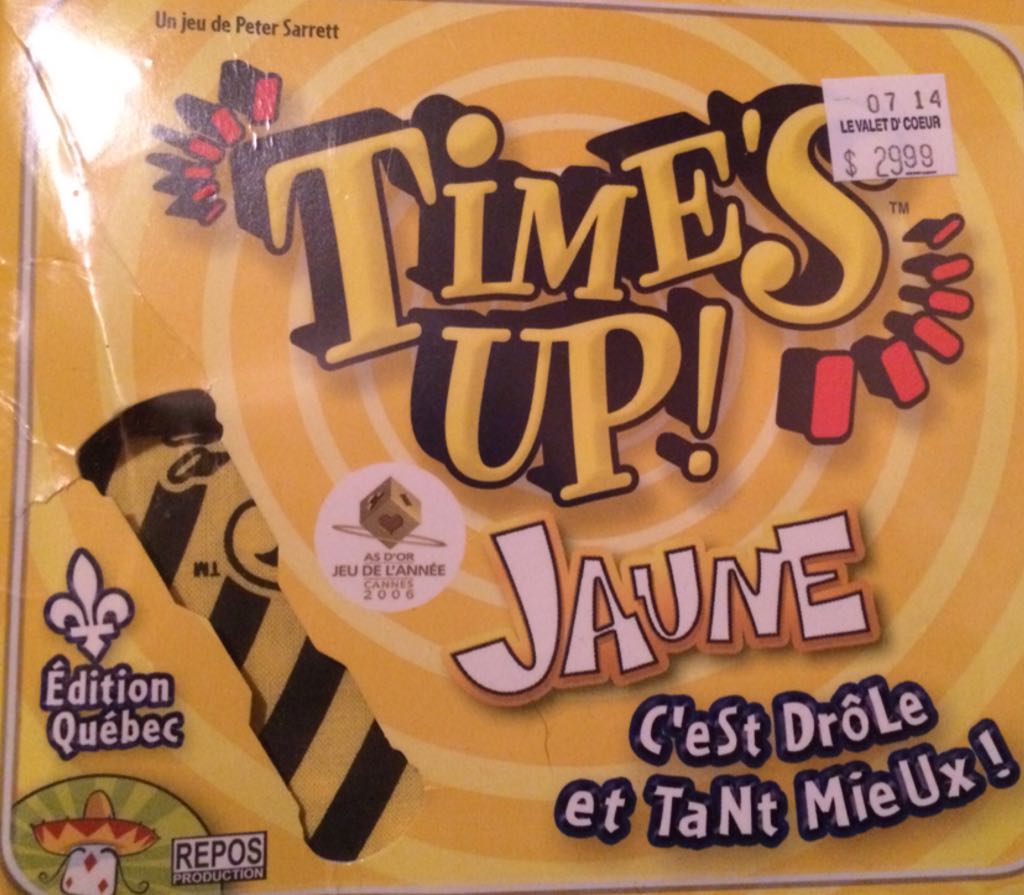 Un jeu de Peter Sarrett
TIME'S
UP!
TM
07 14
LE VALET D' COEUR
$ 2999
JAUNE
C'eSt DrôLe
et TaNt MieUx !
AS D'OR
JEU DE L'ANNÉE
CANNES
2006
TM
Édition
Québec
REPOS
PRODUCTION